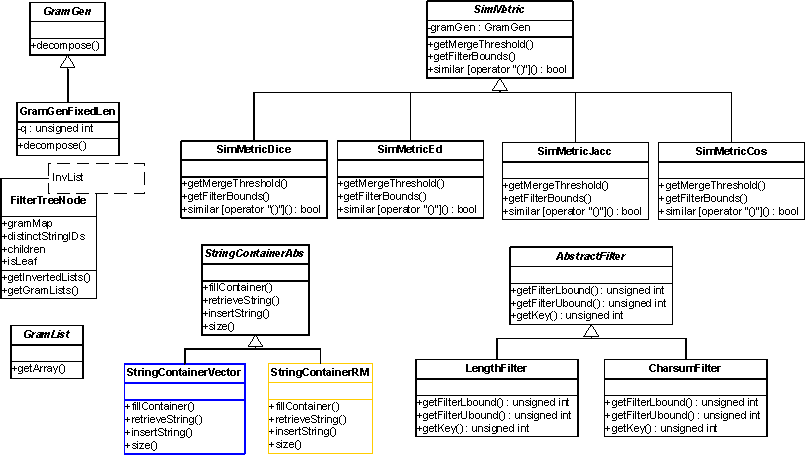 GramGen
+decompose()
GramGenFixedLen
-q : unsigned int
+decompose()
InvList
FilterTreeNode
+gramMap
+distinctStringIDs
+children
+isLeaf
+getInvertedLists()
+getGramLists()
GramList
+getArray()
SimMetric
-gramGen : GramGen
+getMergeThreshold()
+getFilterBounds()
+similar [operator "()"]() : bool
SimMetricDice
+getMergeThreshold()
+getFilterBounds()
+similar [operator "()"]() : bool
SimMetricEd
+getMergeThreshold()
+getFilterBounds()
+similar [operator "()"]() : bool
SimMetricJacc
+getMergeThreshold()
+getFilterBounds()
+similar [operator "()"]() : bool
SimMetricCos
+getMergeThreshold()
+getFilterBounds()
+similar [operator "()"]() : bool
StringContainerAbs
+fillContainer()
+retrieveString()
+insertString()
+size()
StringContainerVector
+fillContainer()
+retrieveString()
+insertString()
+size()
StringContainerRM
+fillContainer()
+retrieveString()
+insertString()
+size()
AbstractFilter
+getFilterLbound() : unsigned int
+getFilterUbound() : unsigned int
+getKey() : unsigned int
LengthFilter
+getFilterLbound() : unsigned int
+getFilterUbound() : unsigned int
+getKey() : unsigned int
CharsumFilter
+getFilterLbound() : unsigned int
+getFilterUbound() : unsigned int
+getKey() : unsigned int